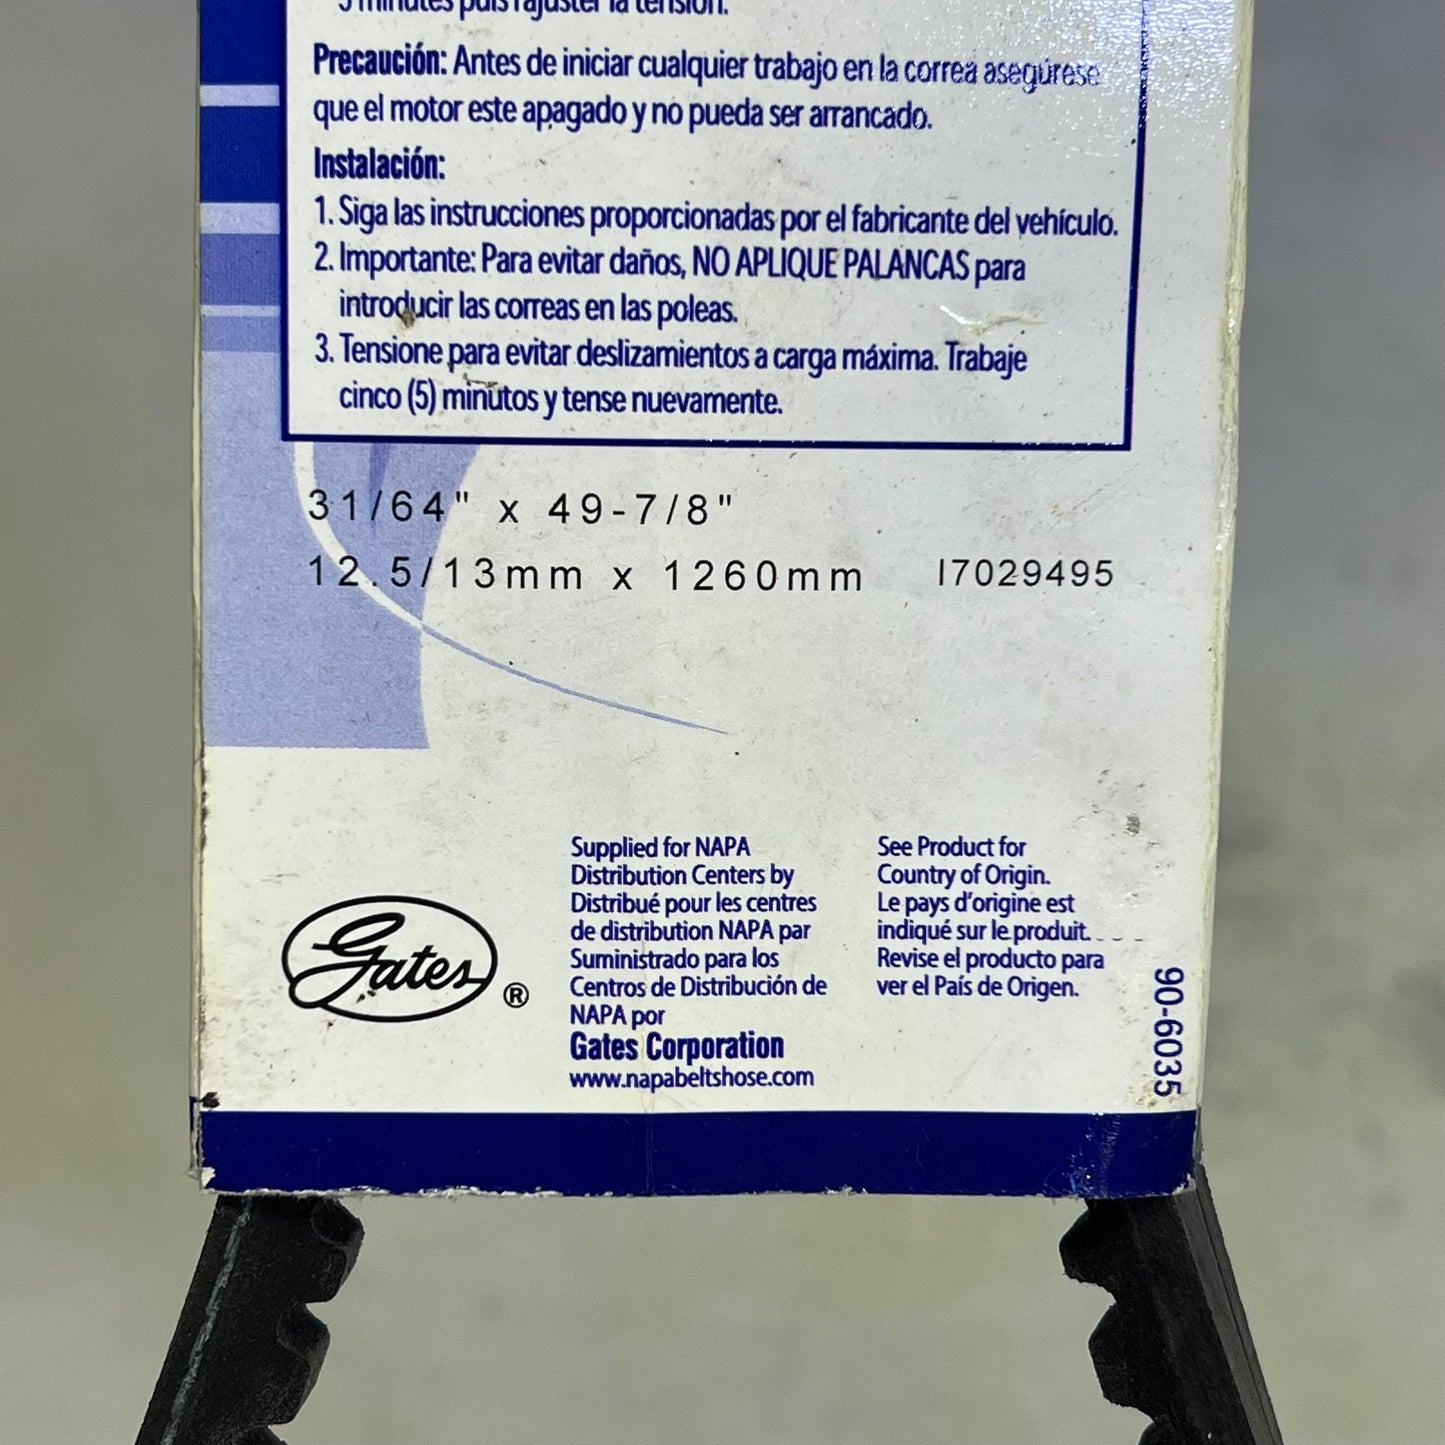 5 minutes puis rajuster la tension.
Precaución: Antes de iniciar cualquier trabajo en la correa asegúrese
que el motor este apagado y no pueda ser arrancado.
Instalación:
1. Siga las instrucciones proporcionadas por el fabricante del vehículo.
2. Importante: Para evitar daños, NO APLIQUE PALANCAS para
introducir las correas en las poleas.
3. Tensione para evitar deslizamientos a carga máxima. Trabaje
cinco (5) minutos y tense nuevamente.
31/64" x 49-7/8"
12.5/13mm x 1260mm I7029495
Gates ®
Supplied for NAPA
Distribution Centers by
Distribué pour les centres
de distribution NAPA par
Suministrado para los
Centros de Distribución de
NAPA por
Gates Corporation
www.napabeltshose.com
See Product for
Country of Origin.
Le pays d'origine est
indiqué sur le produit.
Revise el producto para
ver el País de Origen.
90-6035